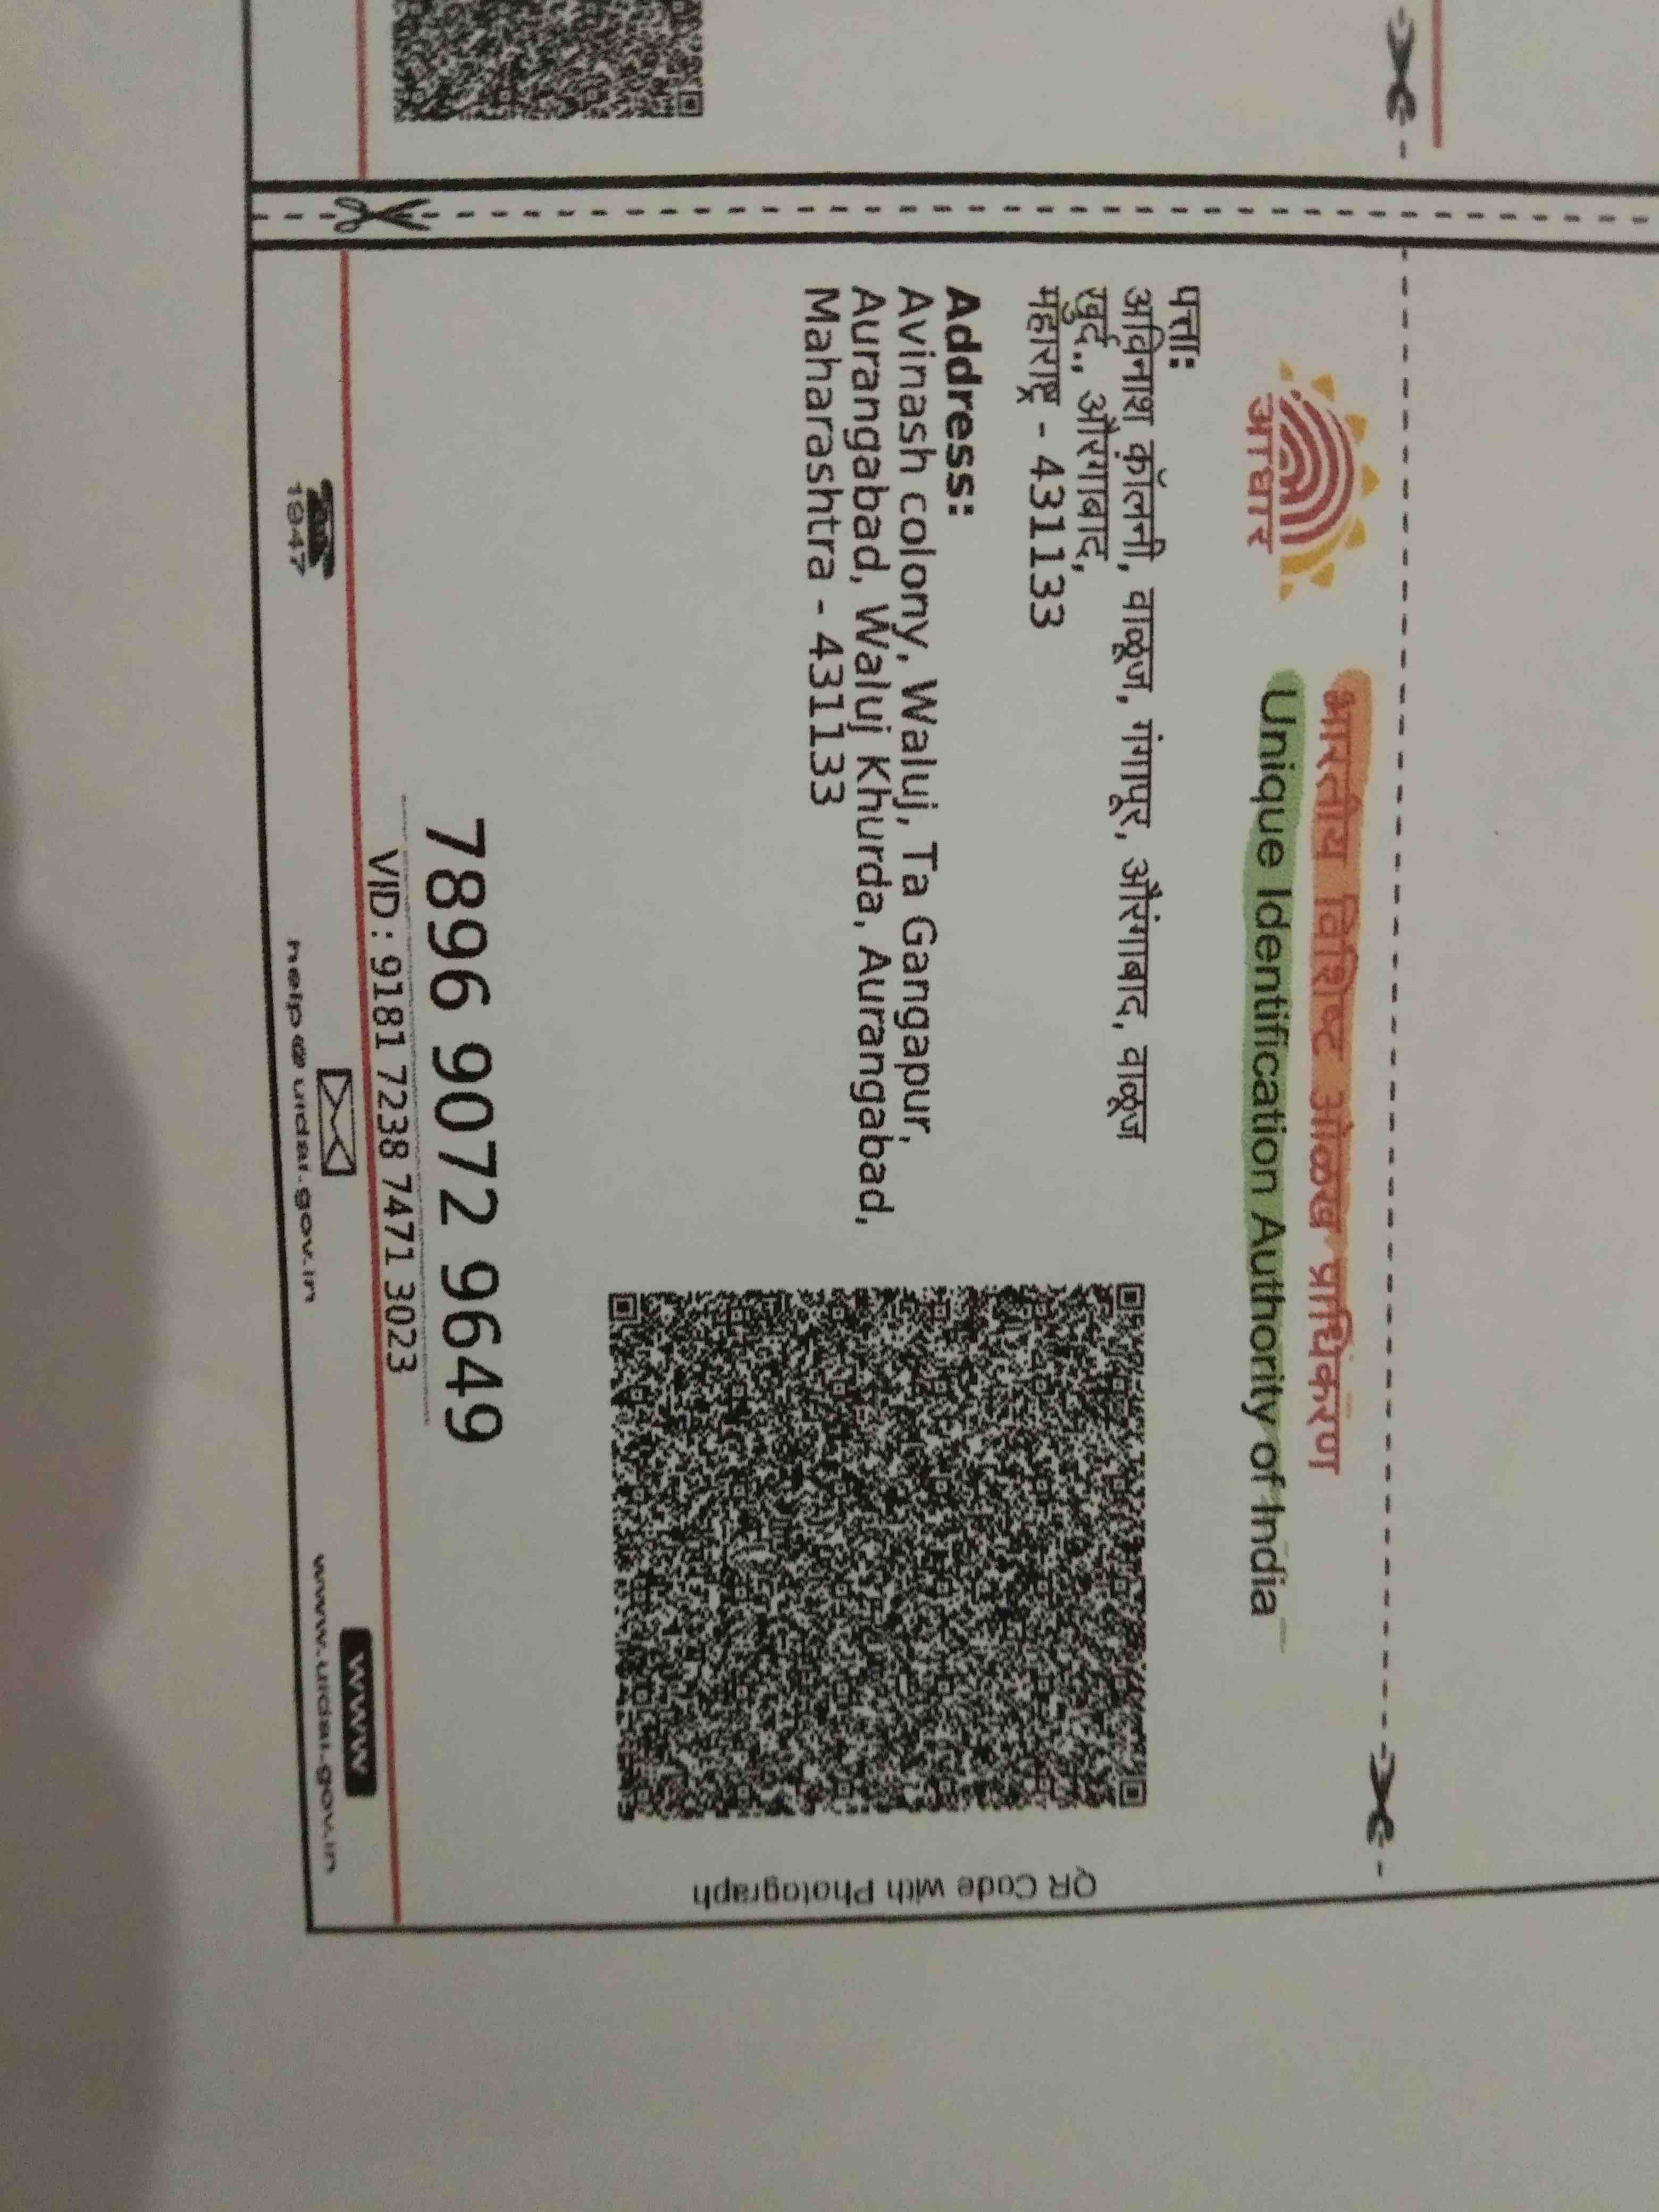 आधार
भारतीय विशिष्ट ओळख प्राधिकरण
Unique Identification Authority of India
पत्ता:
अविनाश कॉलनी, वाळूज, गंगापूर, औरंगाबाद, वाळूज
खुर्द, औरंगाबाद,
महाराष्ट्र - 431133
Address:
Avinash colony, Waluj, Ta Gangapur,
Aurangabad, Waluj Khurda, Aurangabad,
Maharashtra - 431133
QR Code with Photograph
7896 9072 9649
VID : 9181 7238 7471 3023
1947
help@uidai.gov.in
WWW
www.uidai.gov.in